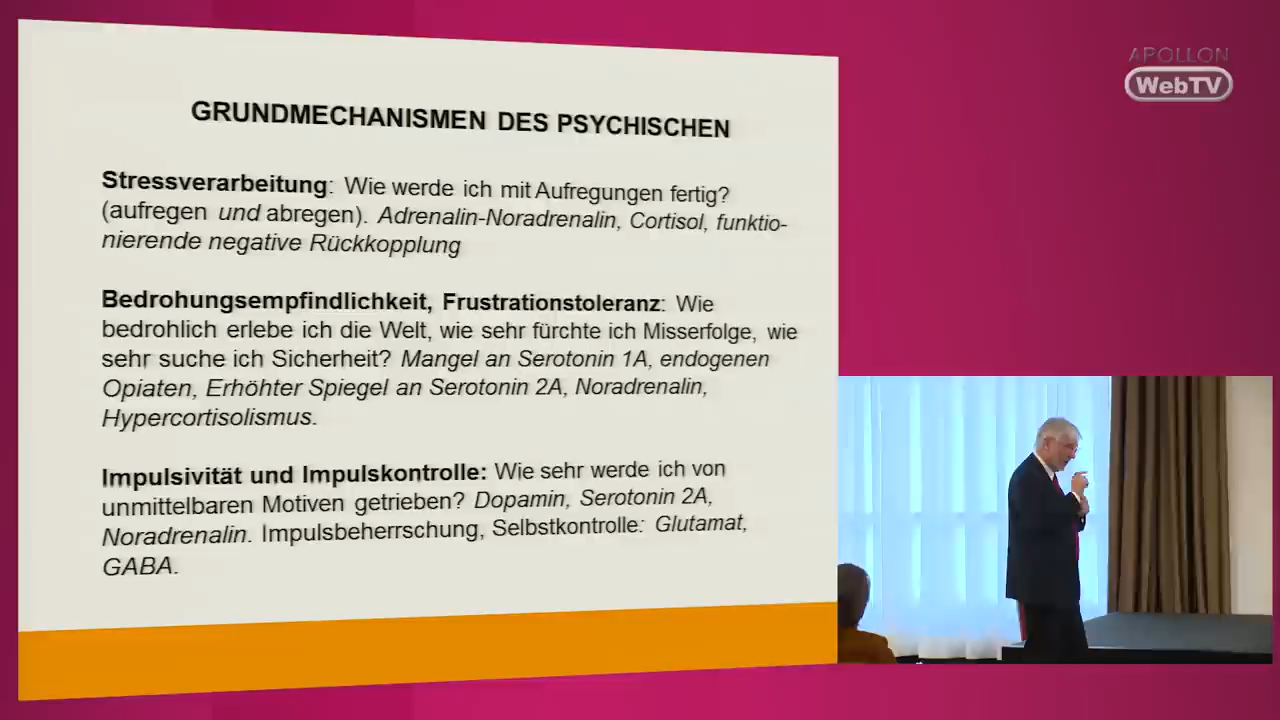 APOLLON
WebTV
GRUNDMECHANISMEN DES PSYCHISCHEN
Stressverarbeitung: Wie werde ich mit Aufregungen fertig?
(aufregen und abregen). Adrenalin-Noradrenalin, Cortisol, funktio-
nierende negative Rückkopplung
Bedrohungsempfindlichkeit, Frustrationstoleranz: Wie
bedrohlich erlebe ich die Welt, wie sehr fürchte ich Misserfolge, wie
sehr suche ich Sicherheit? Mangel an Serotonin 1A, endogenen
Opiaten, Erhöhter Spiegel an Serotonin 2A, Noradrenalin,
Hypercortisolismus.
Impulsivität und Impulskontrolle: Wie sehr werde ich von
unmittelbaren Motiven getrieben? Dopamin, Serotonin 2A,
Noradrenalin. Impulsbeherrschung, Selbstkontrolle: Glutamat,
GABA.